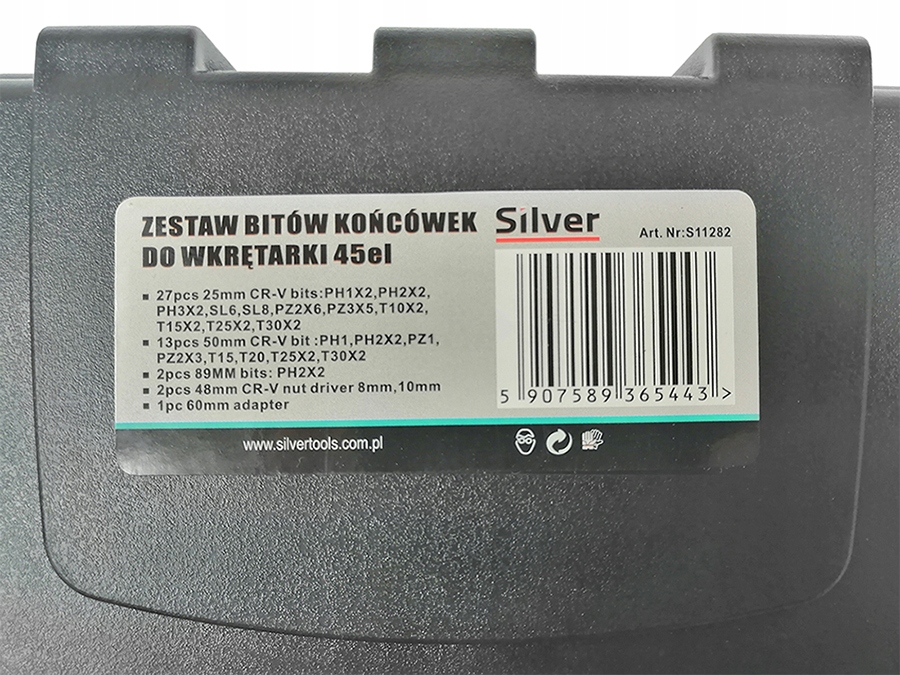 ZESTAW BITÓW KOŃCÓWEK
DO WKRĘTARKI 45el
Silver
Art. Nr:S11282
▪ 27pcs 25mm CR-V bits:PH1X2,PH2X2,
PH3X2,SL6,SL8,PZ2X6,PZ3X5,T10X2,
T15X2,T25X2,T30X2
▪ 13pcs 50mm CR-V bit :PH1,PH2X2,PZ1,
PZ2X3,T15,T20,T25X2,T30X2
▪ 2pcs 89MM bits: PH2X2
▪ 2pcs 48mm CR-V nut driver 8mm,10mm
▪ 1pc 60mm adapter
5 907589 365443 >
www.silvertools.com.pl